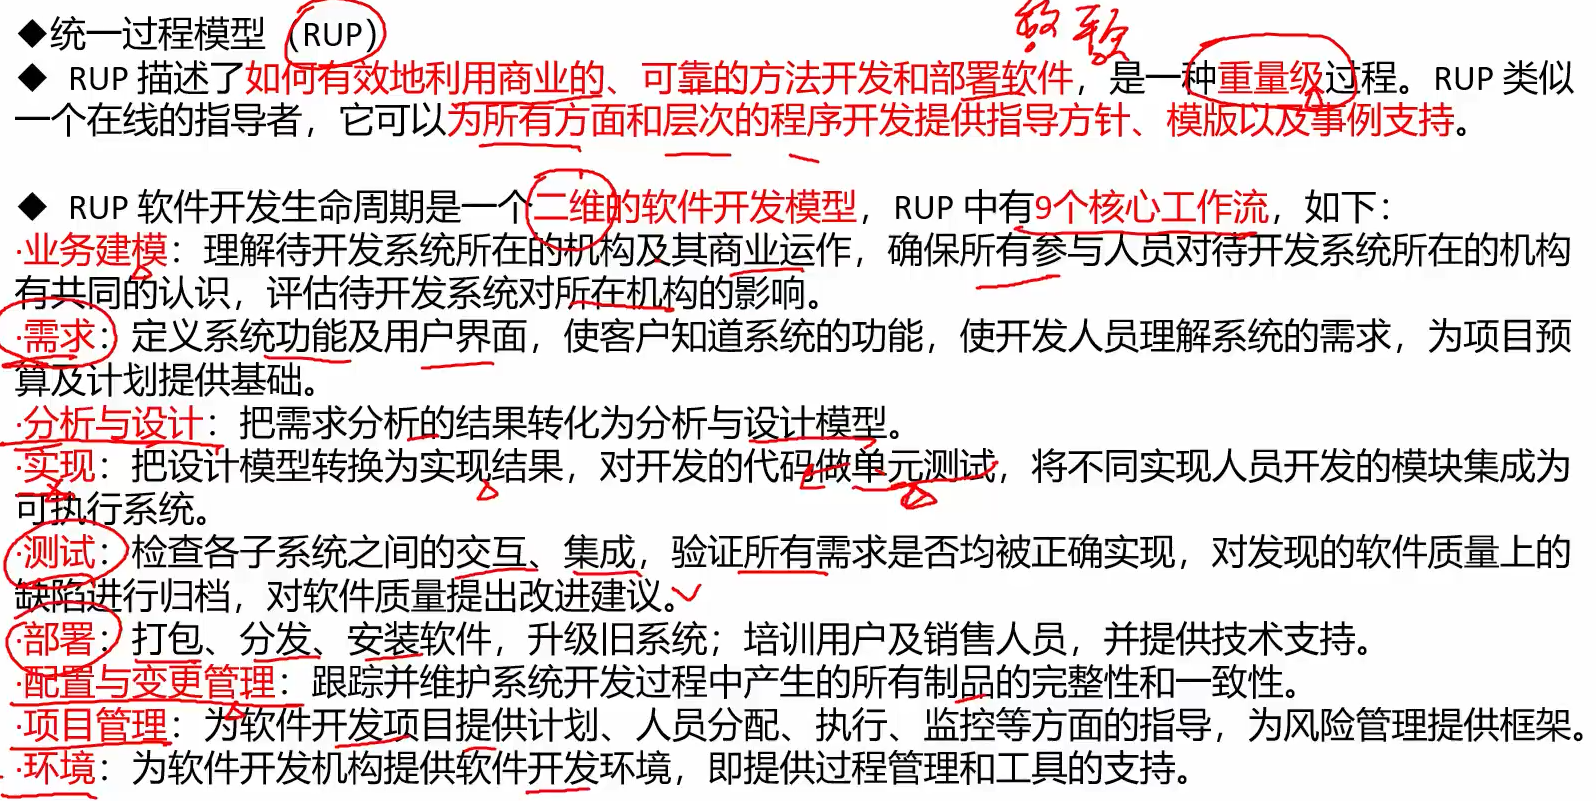 ◆统一过程模型（RUP）
◆ RUP 描述了如何有效地利用商业的、可靠的方法开发和部署软件，是一种重量级过程。RUP 类似
一个在线的指导者，它可以为所有方面和层次的程序开发提供指导方针、模版以及事例支持。
◆ RUP 软件开发生命周期是一个二维的软件开发模型，RUP 中有9个核心工作流，如下：
·业务建模：理解待开发系统所在的机构及其商业运作，确保所有参与人员对待开发系统所在的机构
有共同的认识，评估待开发系统对所在机构的影响。
·需求：定义系统功能及用户界面，使客户知道系统的功能，使开发人员理解系统的需求，为项目预
算及计划提供基础。
·分析与设计：把需求分析的结果转化为分析与设计模型。
·实现：把设计模型转换为实现结果，对开发的代码做单元测试，将不同实现人员开发的模块集成为
可执行系统。
·测试：检查各子系统之间的交互、集成，验证所有需求是否均被正确实现，对发现的软件质量上的
缺陷进行归档，对软件质量提出改进建议。
·部署：打包、分发、安装软件，升级旧系统；培训用户及销售人员，并提供技术支持。
·配置与变更管理：跟踪并维护系统开发过程中产生的所有制品的完整性和一致性。
·项目管理：为软件开发项目提供计划、人员分配、执行、监控等方面的指导，为风险管理提供框架。
·环境：为软件开发机构提供软件开发环境，即提供过程管理和工具的支持。